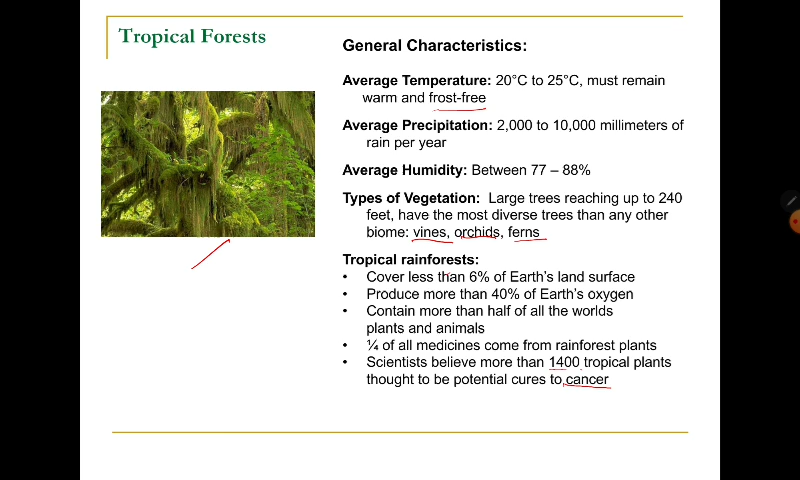 Tropical Forests
General Characteristics:
Average Temperature: 20°C to 25°C, must remain
warm and frost-free
Average Precipitation: 2,000 to 10,000 millimeters of
rain per year
Average Humidity: Between 77 – 88%
Types of Vegetation: Large trees reaching up to 240
feet, have the most diverse trees than any other
biome: vines, orchids, ferns
Tropical rainforests:
• Cover less than 6% of Earth's land surface
• Produce more than 40% of Earth's oxygen
• Contain more than half of all the worlds
plants and animals
• ¼ of all medicines come from rainforest plants
• Scientists believe more than 1400 tropical plants
thought to be potential cures to cancer